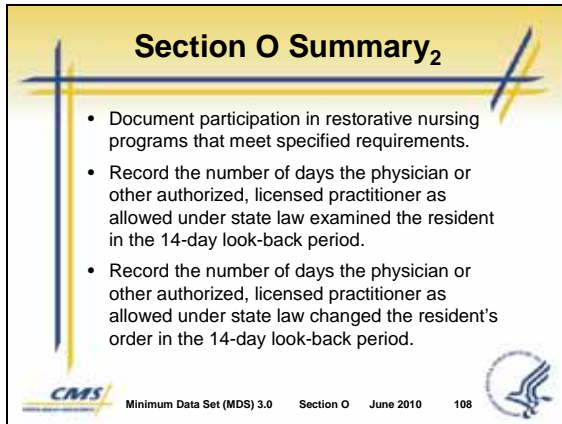 Section O Summary2
• Document participation in restorative nursing
programs that meet specified requirements.
• Record the number of days the physician or
other authorized, licensed practitioner as
allowed under state law examined the resident
in the 14-day look-back period.
• Record the number of days the physician or
other authorized, licensed practitioner as
allowed under state law changed the resident's
order in the 14-day look-back period.
CMS
Minimum Data Set (MDS) 3.0 Section O June 2010 108